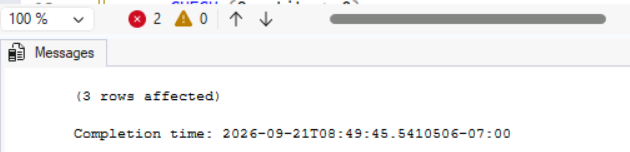 100 %
2
0
Messages
(3 rows affected)
Completion time: 2026-09-21T08:49:45.5410506-07:00